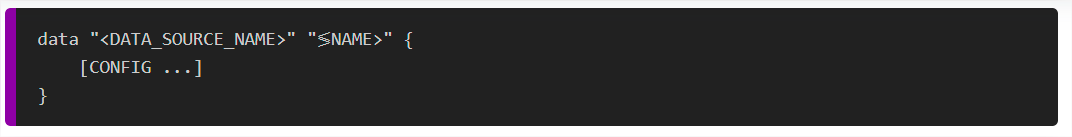 data "<DATA_SOURCE_NAME>" "≶NAME>" {
    [CONFIG ...]
}